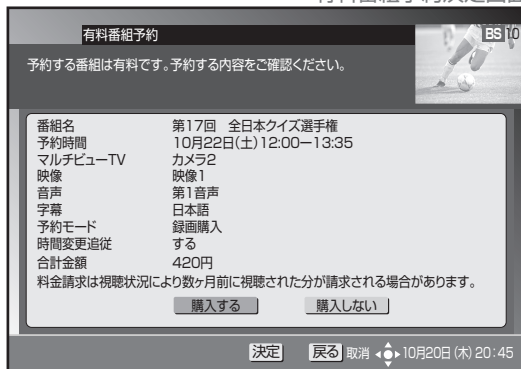 有料番組予約
BS 10
予約する番組は有料です。予約する内容をご確認ください。
番組名 第17回 全日本クイズ選手権
予約時間 10月22日(土)12:00ー13:35
マルチビューTV カメラ2
映像 映像1
音声 第1音声
字幕 日本語
予約モード 録画購入
時間変更追従 する
合計金額 420円
料金請求は視聴状況により数ヶ月前に視聴された分が請求される場合があります。
購入する 購入しない
決定 戻る 取消 10月20日(木)20:45